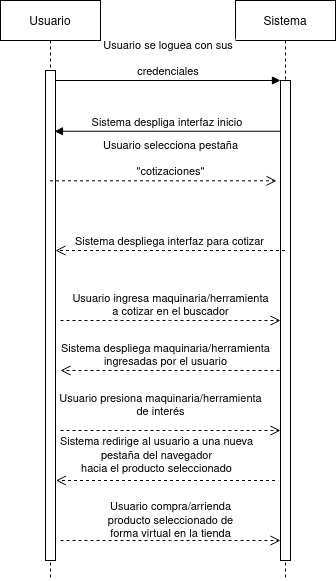 Usuario
Sistema
Usuario se loguea con sus
credenciales
Sistema despliga interfaz inicio
Usuario selecciona pestaña
"cotizaciones"
Sistema despliega interfaz para cotizar
Usuario ingresa maquinaria/herramienta
a cotizar en el buscador
Sistema despliega maquinaria/herramienta
ingresadas por el usuario
Usuario presiona maquinaria/herramienta
de interés
Sistema redirige al usuario a una nueva
pestaña del navegador
hacia el producto seleccionado
Usuario compra/arrienda
producto seleccionado de
forma virtual en la tienda